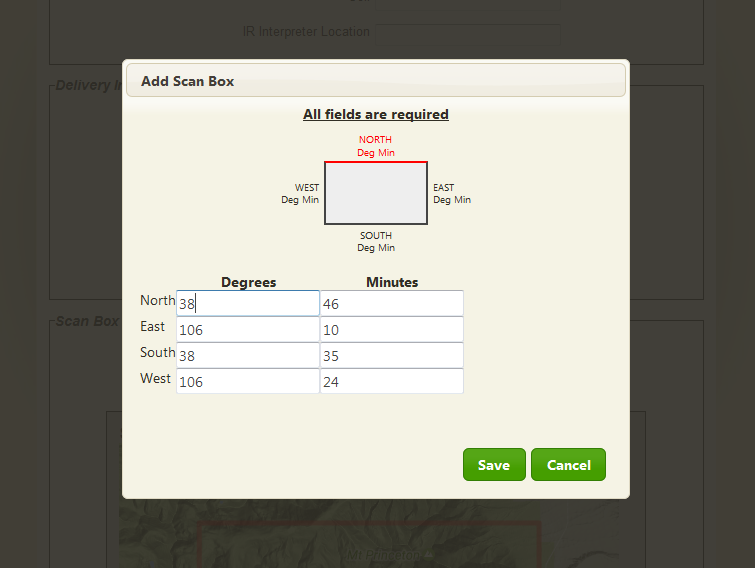 IR Interpreter Location
Delivery
Add Scan Box
All fields are required
NORTH
Deg Min
WEST
Deg Min
EAST
Deg Min
SOUTH
Deg Min
Degrees Minutes
North 38 46
East 106 10
South 38 35
West 106 24
Scan Box
Save Cancel